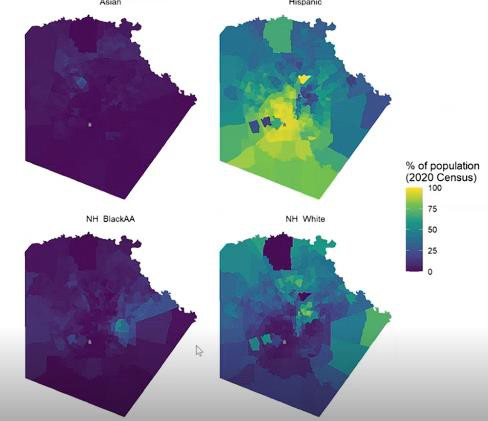 Asian
Hispanic
% of population
(2020 Census)
100
75
50
25
0
NH BlackAA
NH White